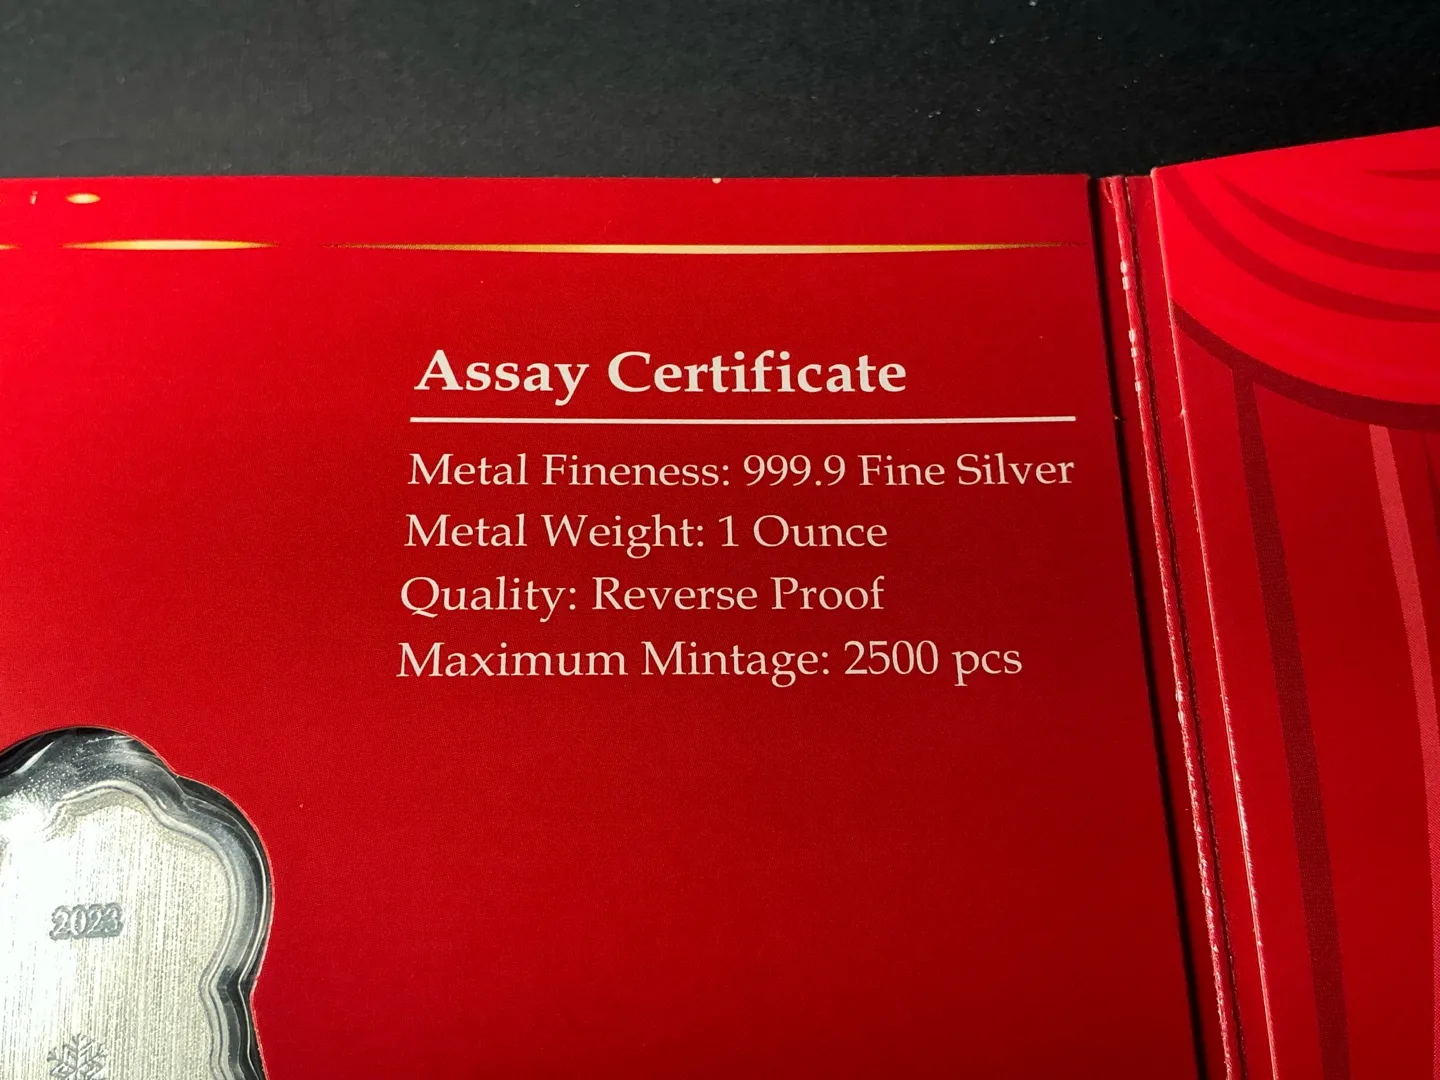 Assay Certificate
Metal Fineness: 999.9 Fine Silver
Metal Weight: 1 Ounce
Quality: Reverse Proof
Maximum Mintage: 2500 pcs
2023